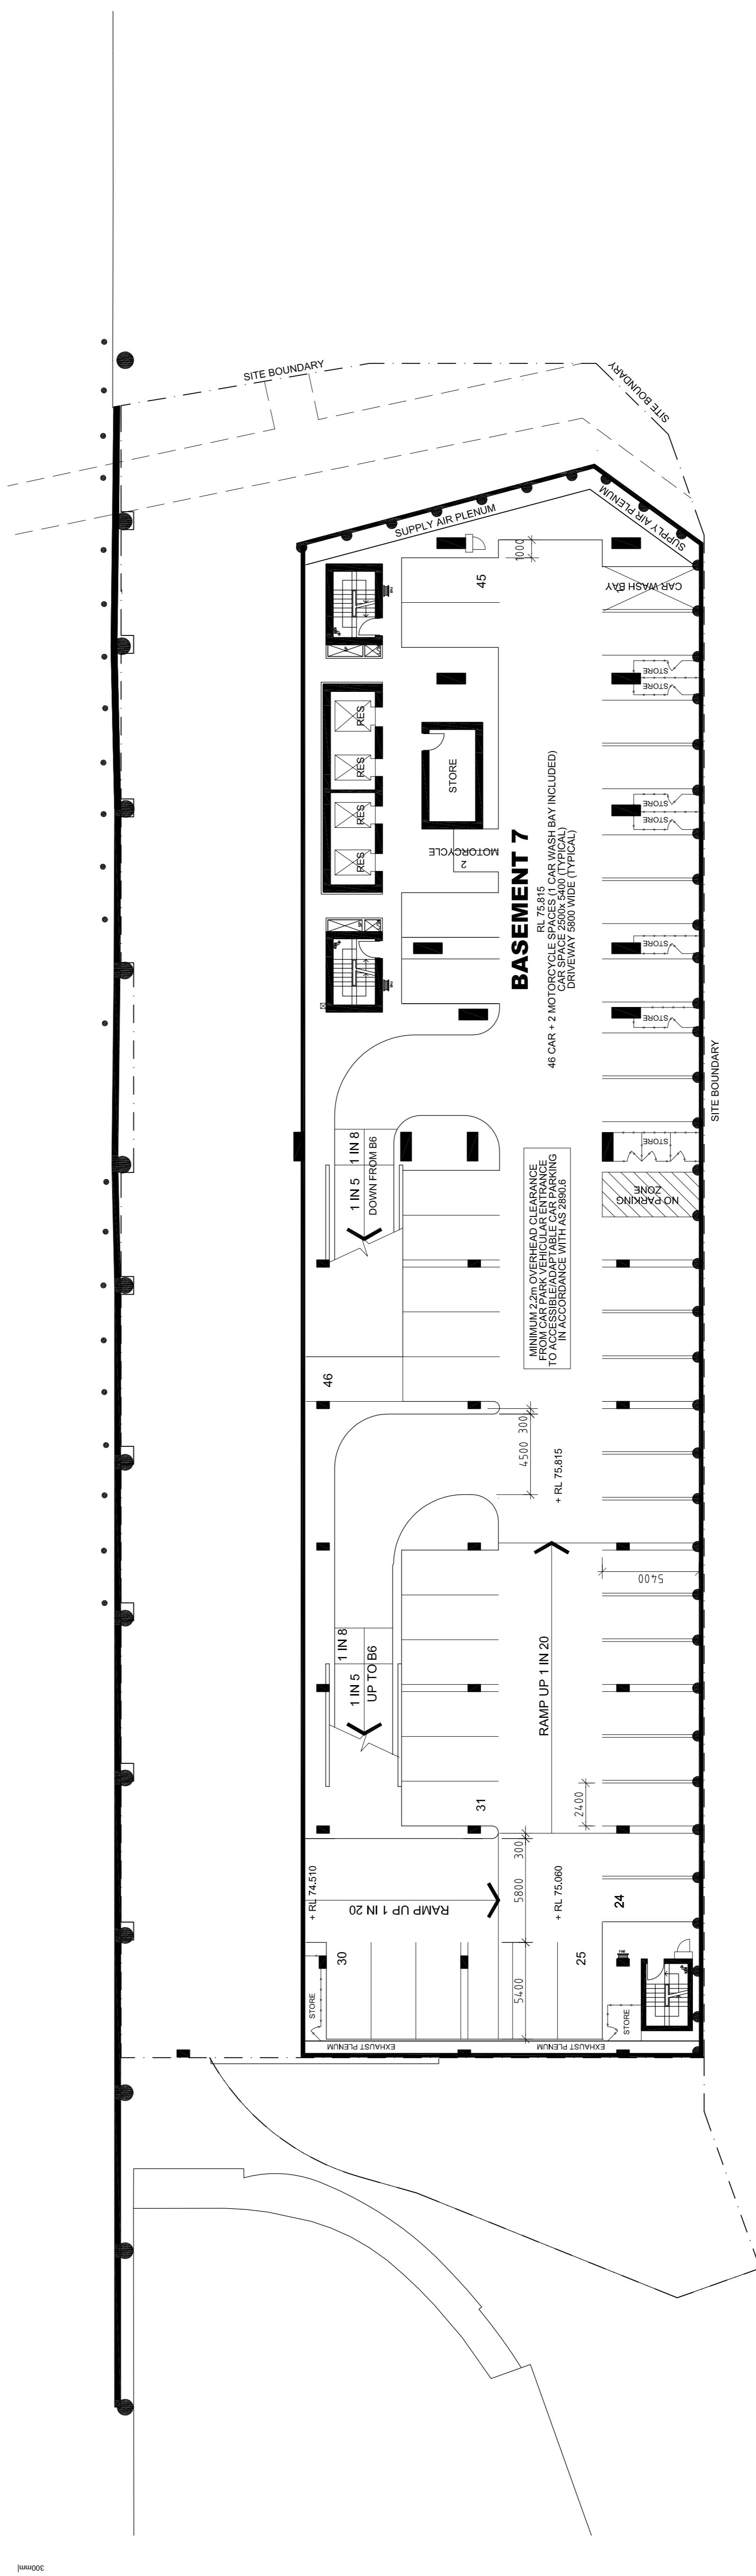 SITE BOUNDARY
SITE BOUNDARY
SUPPLY AIR PLENUM
SUPPLY AIR PLENUM
1000
45
CAR WASH BAY
STORE
STORE
RES
RES
RES
RES
STORE
STORE
STORE
MOTORCYCLE
2
BASEMENT 7
RL 75.815
46 CAR + 2 MOTORCYCLE SPACES (1 CAR WASH BAY INCLUDED)
CAR SPACE 2500x 5400 (TYPICAL)
DRIVEWAY 5800 WIDE (TYPICAL)
STORE
STORE
SITE BOUNDARY
1 IN 8
1 IN 5
DOWN FROM B6
STORE
NO PARKING
ZONE
MINIMUM 2.2m OVERHEAD CLEARANCE
FROM CAR PARK VEHICULAR ENTRANCE
TO ACCESSIBLE/ADAPTABLE CAR PARKING
IN ACCORDANCE WITH AS 2890.6
46
300
4500
+ RL 75.815
5400
1 IN 8
1 IN 5
UP TO B6
RAMP UP 1 IN 20
31
2400
300
5800
+ RL 74.510
RAMP UP 1 IN 20
+ RL 75.060
24
30
25
5400
STORE
STORE
EXHAUST PLENUM
EXHAUST PLENUM
300mm